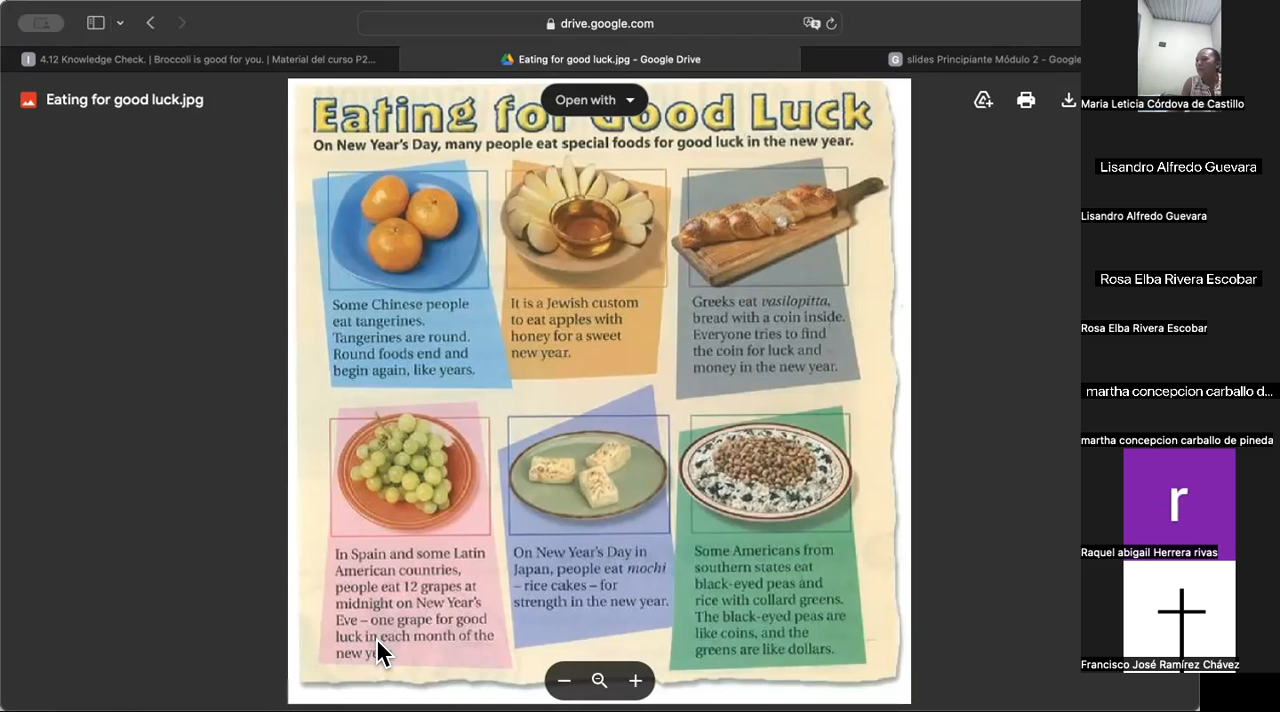 drive.google.com
4.12 Knowledge Check. | Broccoli is good for you. | Material del curso P2...
Eating for good luck.jpg - Google Drive
G
slides Principiante Módulo 2 - Google
Eating for good luck.jpg
Open with
Eating for Good Luck
On New Year's Day, many people eat special foods for good luck in the new year.
Some Chinese people
eat tangerines.
Tangerines are round.
Round foods end and
begin again, like years.
It is a Jewish custom
to eat apples with
honey for a sweet
new year.
Greeks eat vasilopitta,
bread with a coin inside.
Everyone tries to find
the coin for luck and
money in the new year.
In Spain and some Latin
American countries,
people eat 12 grapes at
midnight on New Year's
Eve – one grape for good
luck in each month of the
new
On New Year's Day in
Japan, people eat mochi
– rice cakes – for
strength in the new year.
Some Americans from
southern states eat
black-eyed peas and
rice with collard greens.
The black-eyed peas are
like coins, and the
greens are like dollars.
Maria Leticia Córdova de Castillo
Lisandro Alfredo Guevara
Lisandro Alfredo Guevara
Rosa Elba Rivera Escobar
Rosa Elba Rivera Escobar
martha concepcion carballo d...
martha concepcion carballo de pineda
r
Raquel abigail Herrera rivas
Francisco José Ramírez Chávez